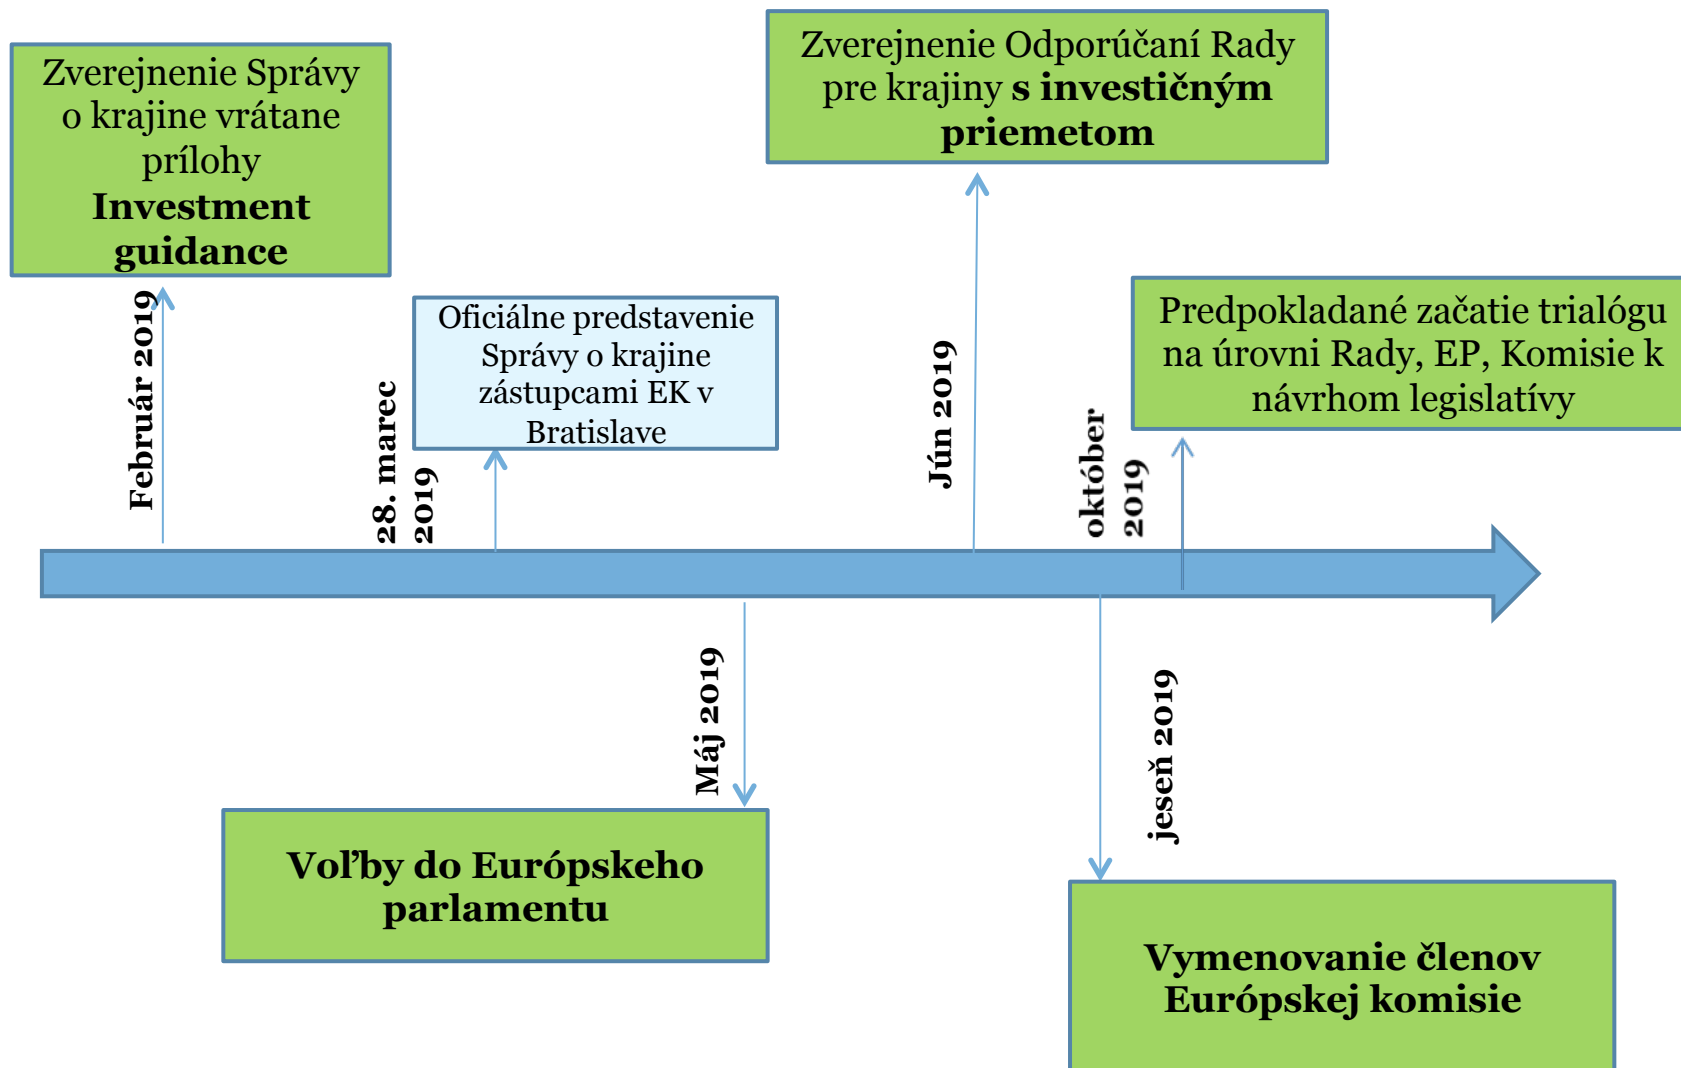 Zverejnenie Správy
o krajine vrátane
prílohy
Investment
guidance
Február 2019
Oficiálne predstavenie
Správy o krajine
zástupcami EK v
Bratislave
28. marec
2019
Zverejnenie Odporúčaní Rady
pre krajiny s investičným
priemetom
Jún 2019
Predpokladané začatie trialógu
na úrovni Rady, EP, Komisie k
návrhom legislatívy
október
2019
Máj 2019
Voľby do Európskeho
parlamentu
jeseň 2019
Vymenovanie členov
Európskej komisie